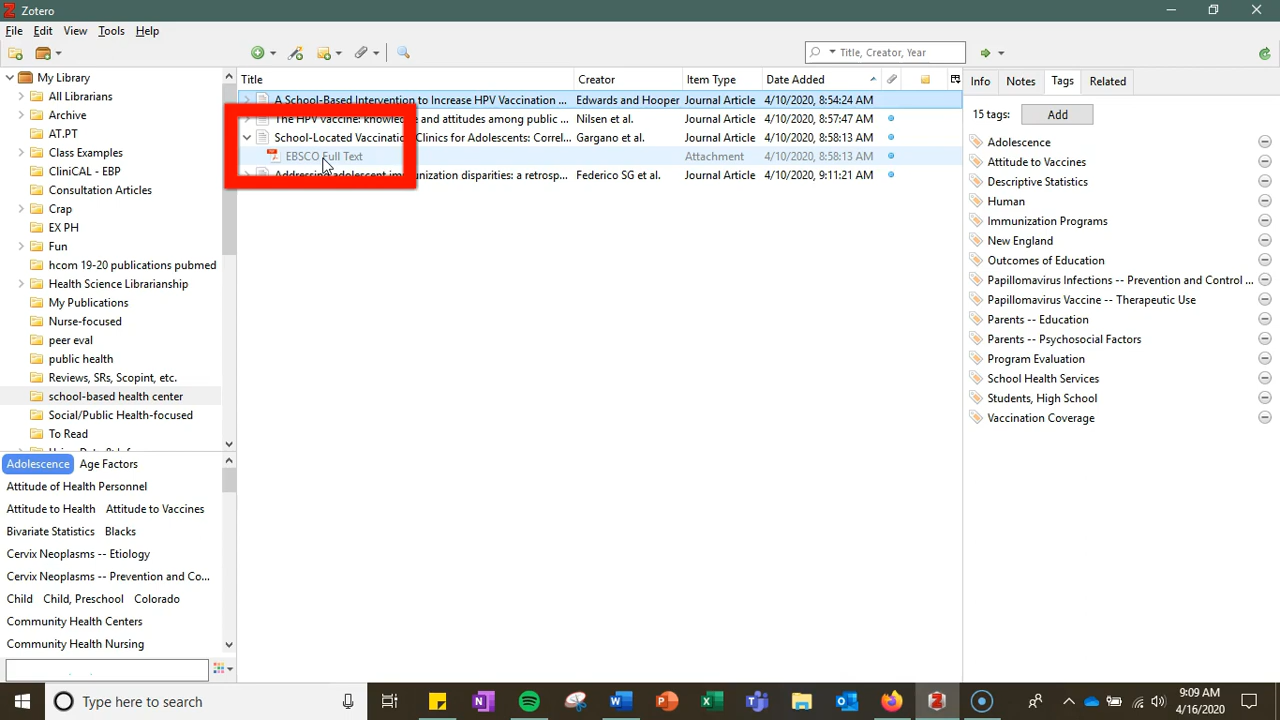 Zotero
File Edit View Tools Help
Title, Creator, Year
My Library
All Librarians
Archive
AT.PT
Class Examples
CliniCAL - EBP
Consultation Articles
Crap
EX PH
Fun
hcom 19-20 publications pubmed
Health Science Librarianship
My Publications
Nurse-focused
peer eval
public health
Reviews, SRs, Scopint, etc.
school-based health center
Social/Public Health-focused
To Read
Adolescence Age Factors
Attitude of Health Personnel
Attitude to Health Attitude to Vaccines
Bivariate Statistics Blacks
Cervix Neoplasms -- Etiology
Cervix Neoplasms -- Prevention and Co...
Child Child, Preschool Colorado
Community Health Centers
Community Health Nursing
Title Creator Item Type Date Added
A School-Based Intervention to Increase HPV Vaccination ... Edwards and Hooper Journal Article 4/10/2020, 8:54:24 AM
The HPV vaccine: knowledge and attitudes among public ... Nilsen et al. Journal Article 4/10/2020, 8:57:47 AM
School-Located Vaccination Clinics for Adolescents: Correl... Gargano et al. Journal Article 4/10/2020, 8:58:13 AM
EBSCO Full Text Attachment 4/10/2020, 8:58:13 AM
Addressing adolescent immunization disparities: a retrosp... Federico SG et al. Journal Article 4/10/2020, 9:11:21 AM
Info Notes Tags Related
15 tags: Add
Adolescence
Attitude to Vaccines
Descriptive Statistics
Human
Immunization Programs
New England
Outcomes of Education
Papillomavirus Infections -- Prevention and Control ...
Papillomavirus Vaccine -- Therapeutic Use
Parents -- Education
Parents -- Psychosocial Factors
Program Evaluation
School Health Services
Students, High School
Vaccination Coverage
Type here to search
9:09 AM
4/16/2020